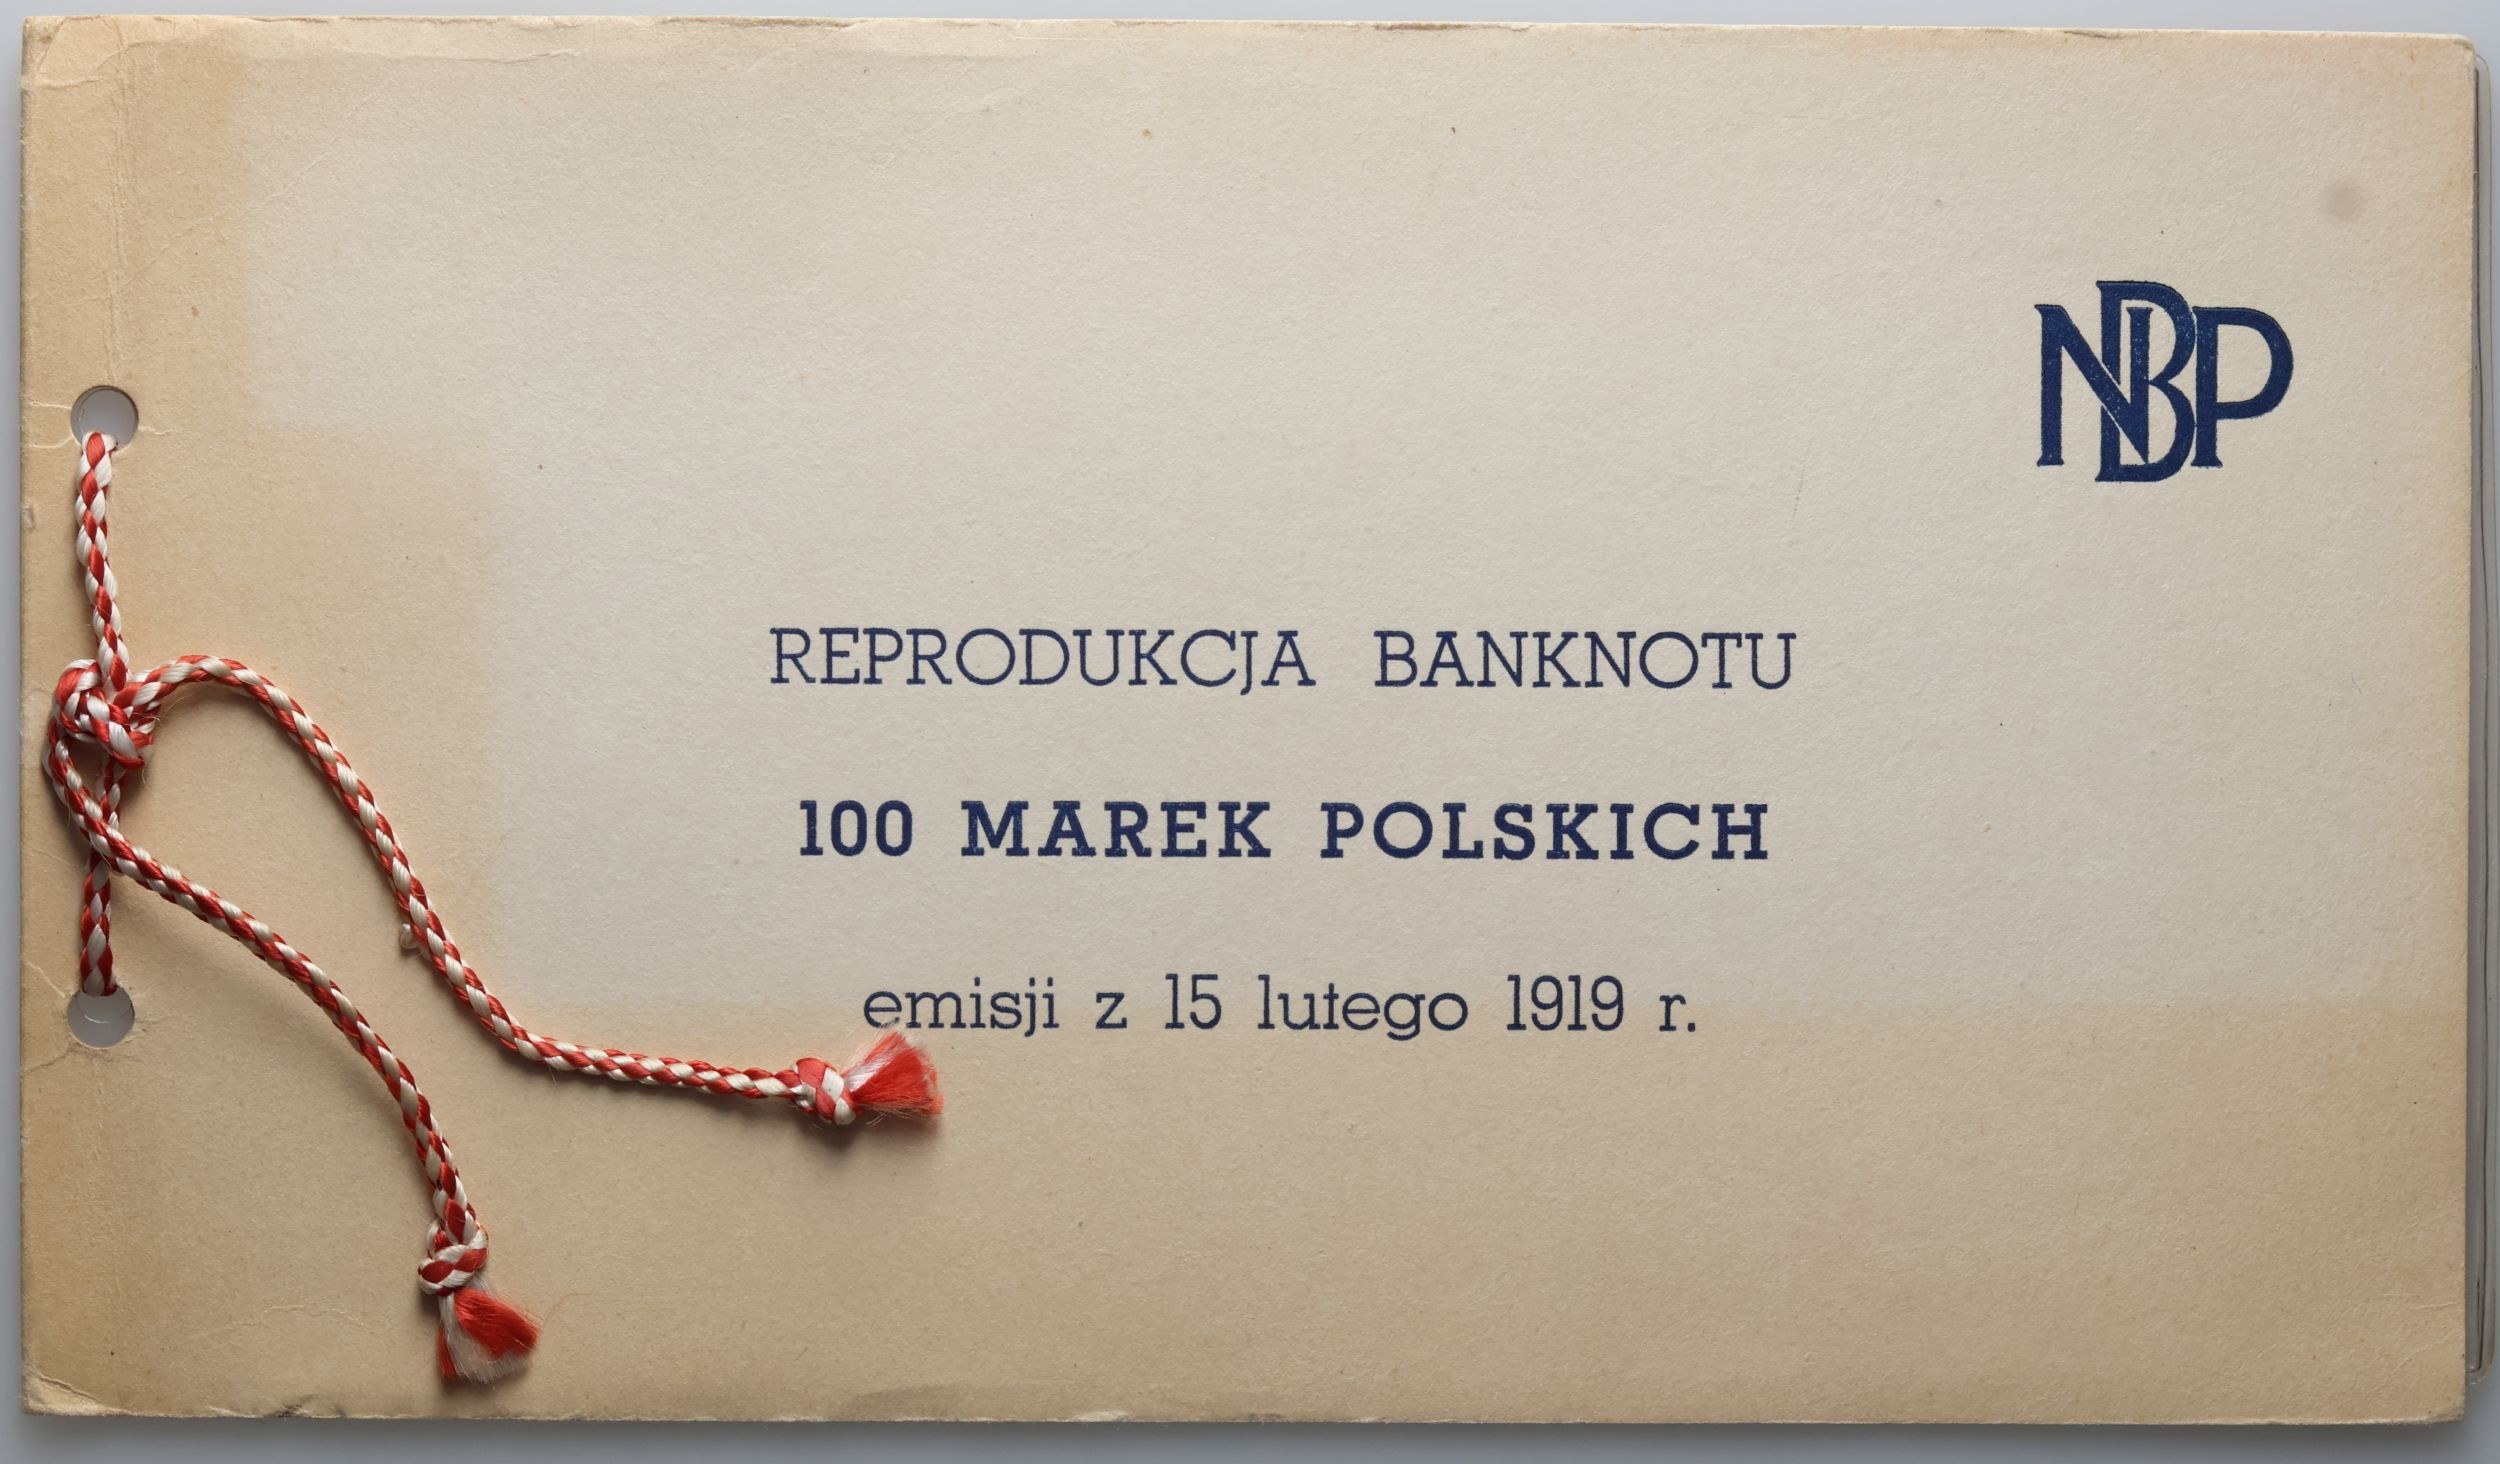 NBP
REPRODUKCJA BANKNOTU
100 MAREK POLSKICH
emisji z 15 lutego 1919 r.